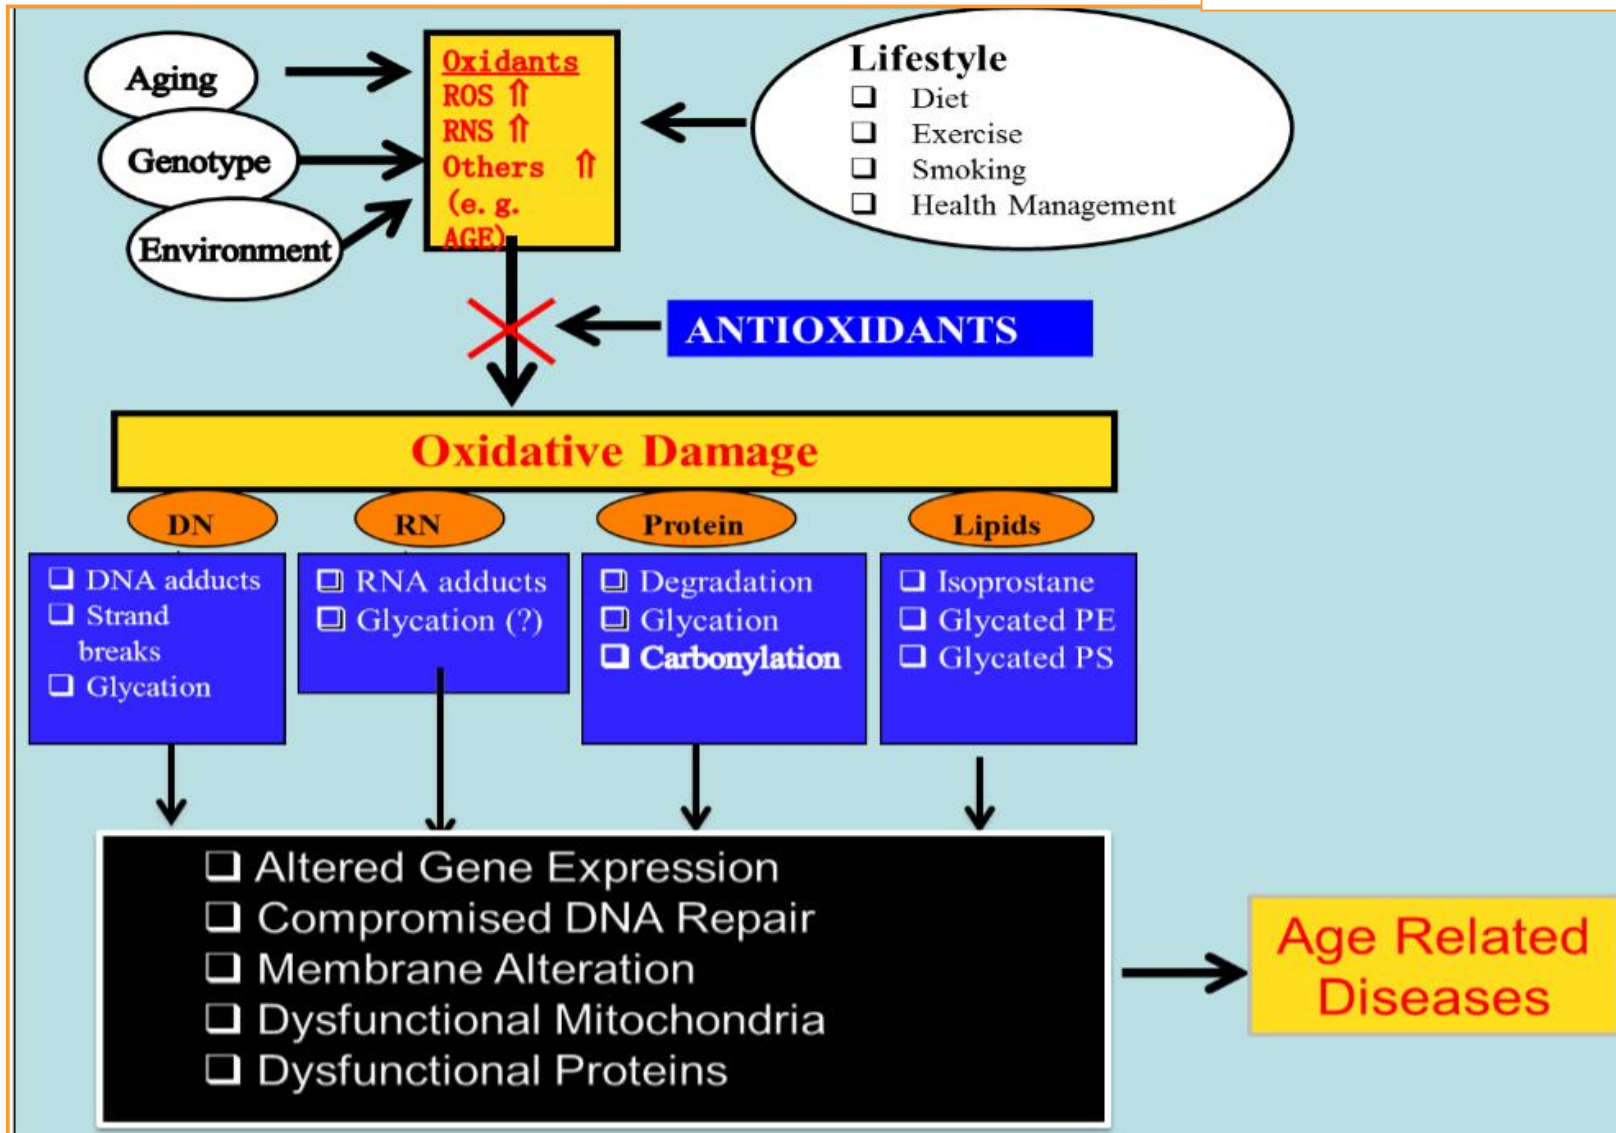 Aging
Genotype
Environment
Oxidants
ROS ⇑
RNS ⇑
Others ⇑
(e.g.
AGE)
Lifestyle
❑ Diet
❑ Exercise
❑ Smoking
❑ Health Management
ANTIOXIDANTS
Oxidative Damage
DN
RN
Protein
Lipids
❑ DNA adducts
❑ Strand
breaks
❑ Glycation
❑ RNA adducts
❑ Glycation (?)
❑ Degradation
❑ Glycation
❑ Carbonylation
❑ Isoprostane
❑ Glycated PE
❑ Glycated PS
❑ Altered Gene Expression
❑ Compromised DNA Repair
❑ Membrane Alteration
❑ Dysfunctional Mitochondria
❑ Dysfunctional Proteins
Age Related
Diseases